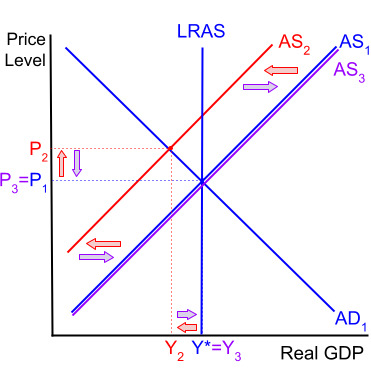 Price
Level
LRAS
AS₂
AS₁
AS₃
P₂
P₃=P₁
AD₁
Y₂ Y*=Y₃
Real GDP